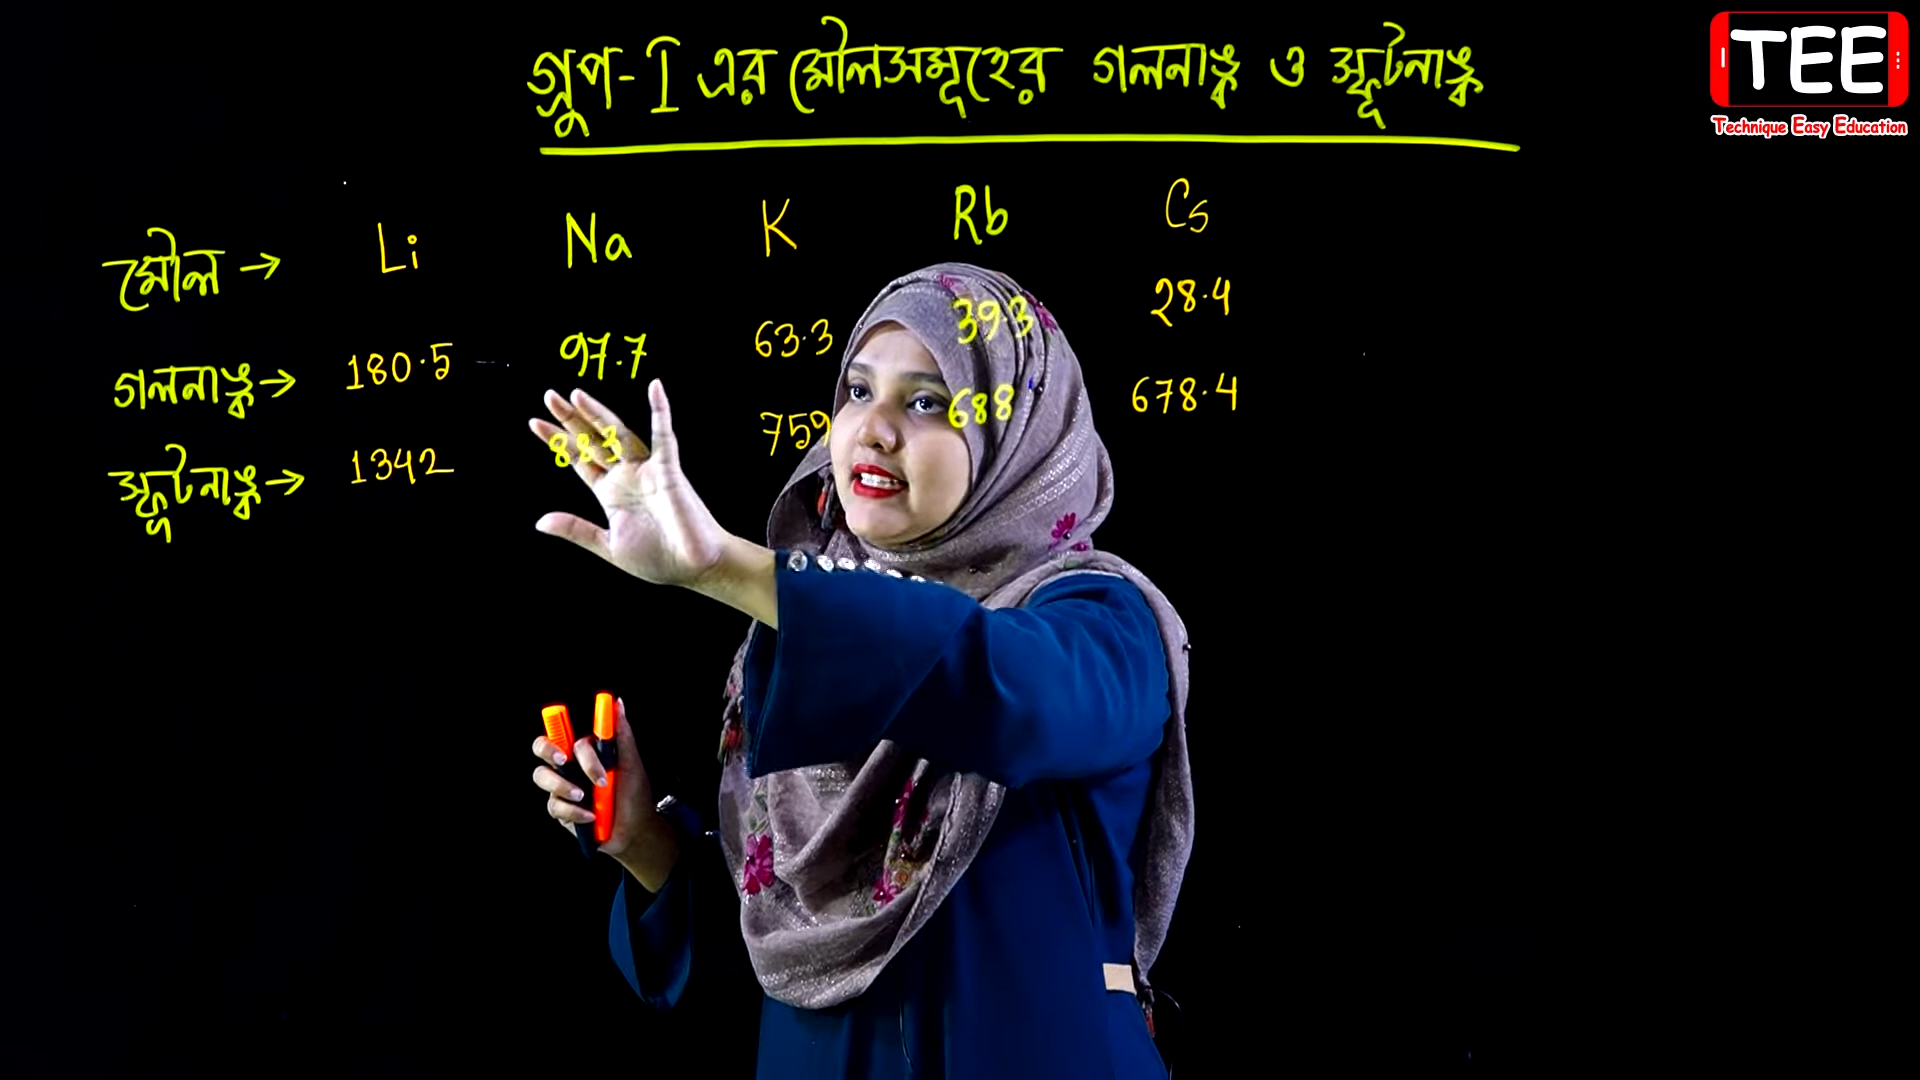 গ্রুপ-I এর মৌলসমূহের গলনাঙ্ক ও স্ফূটনাঙ্ক
TEE
Technique Easy Education
মৌল → Li Na K Rb Cs
গলনাঙ্ক → 180.5 97.7 63.3 39.3 28.4
স্ফূটনাঙ্ক → 1342 883 759 688 678.4